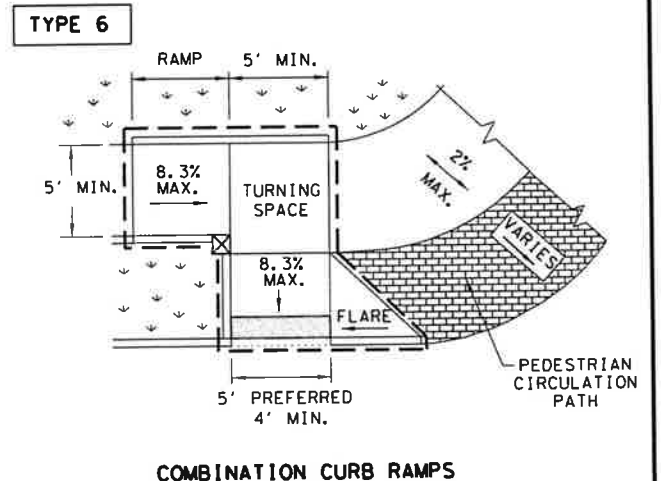 TYPE 6
RAMP
5' MIN.
5' MIN.
8.3%
MAX.
TURNING
SPACE
2%
MAX.
VARIES
8.3%
MAX.
FLARE
PEDESTRIAN
CIRCULATION
PATH
5' PREFERRED
4' MIN.
COMBINATION CURB RAMPS